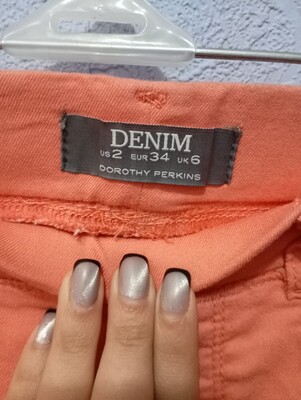 DENIM
US 2 EUR 34 UK 6
DOROTHY PERKINS